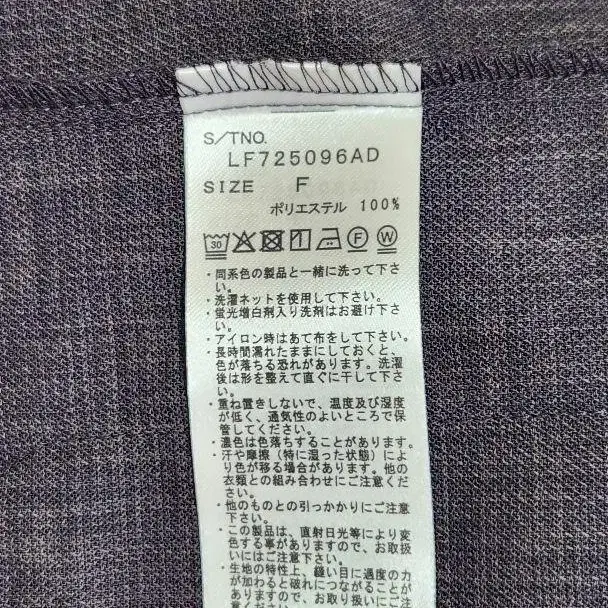 S/TNO.
LF725096AD
SIZE F
ポリエステル 100%
30 F W
・同系色の製品と一緒に洗って下さ
い。
・洗濯ネットを使用して下さい。
・蛍光増白剤入り洗剤はお避け下さ
い。
・アイロン時はあて布をして下さい。
・長時間濡れたままにしておくと、
色が落ちる恐れがあります。洗濯
後は形を整えて直ぐに干して下さ
い。
・重ね置きしないで、温度及び湿度
が低く、通気性のよいところで保
管してください。
・濃色は色落ちすることがあります。
・汗や摩擦（特に湿った状態）によ
り色が移る場合があります。他の
衣類との組み合わせにご注意くだ
さい。
・他のものとの引っかかりにご注意
下さい。
・この製品は、直射日光等により変
色する事がありますので、お取扱
いにはご注意下さい。
・生地の特性上、縫い目に過度の力
が加わると破れにつながることが
ありますので、お取り扱いにご注